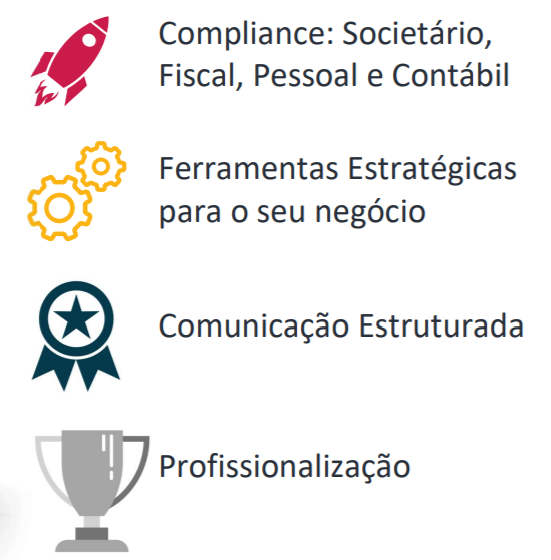 Compliance: Societário,
Fiscal, Pessoal e Contábil
Ferramentas Estratégicas
para o seu negócio
Comunicação Estruturada
Profissionalização